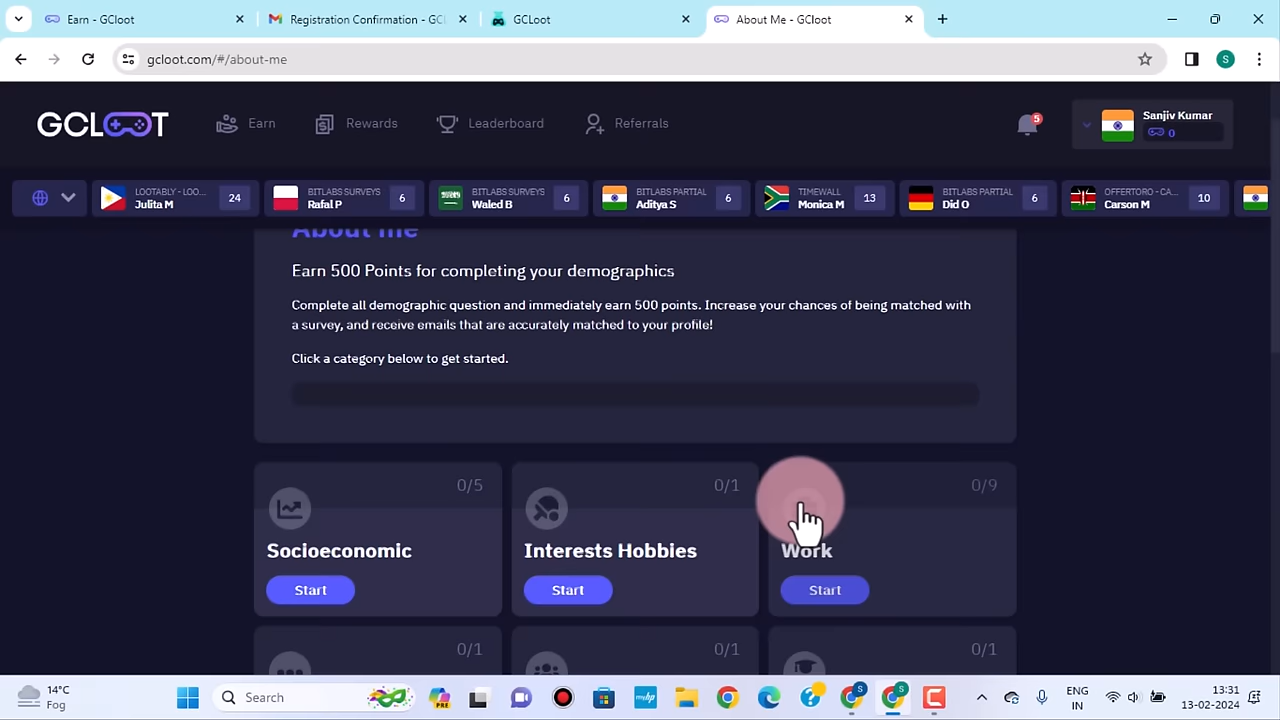 Earn - GCLoot
Registration Confirmation - GCL
GCLoot
About Me - GCloot
gcloot.com/#/about-me
S
GCLOOT
Earn
Rewards
Leaderboard
Referrals
5
Sanjiv Kumar
0
LOOTABLY - LOO...
Julita M
24
BITLABS SURVEYS
Rafal P
6
BITLABS SURVEYS
Waled B
6
BITLABS PARTIAL
Aditya S
6
TIMEWALL
Monica M
13
BITLABS PARTIAL
Did O
6
OFFERTORO - CA...
Carson M
10
About me
Earn 500 Points for completing your demographics
Complete all demographic question and immediately earn 500 points. Increase your chances of being matched with
a survey, and receive emails that are accurately matched to your profile!
Click a category below to get started.
0/5
Socioeconomic
Start
0/1
Interests Hobbies
Start
0/9
Work
Start
0/1
0/1
0/1
14°C
Fog
Search
PRE
myhp
S
S
ENG
IN
13:31
13-02-2024